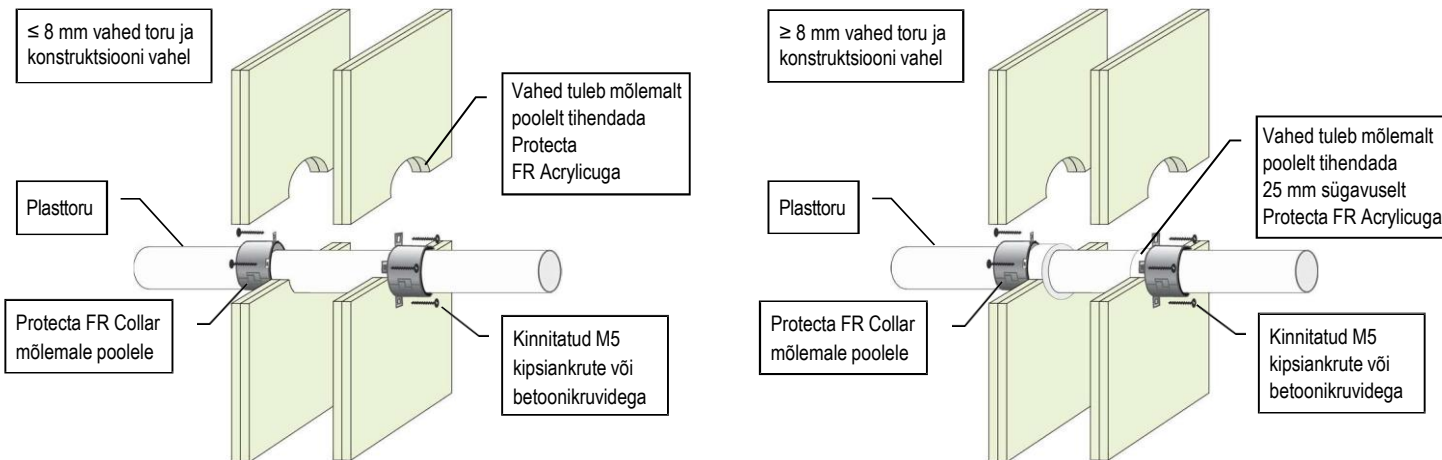 ≤ 8 mm vahed toru ja
konstruktsiooni vahel
Vahed tuleb mõlemalt
poolelt tihendada
Protecta
FR Acrylicuga
Plasttoru
Protecta FR Collar
mõlemale poolele
Kinnitatud M5
kipsiankrute või
betoonikruvidega
≥ 8 mm vahed toru ja
konstruktsiooni vahel
Vahed tuleb mõlemalt
poolelt tihendada
25 mm sügavuselt
Protecta FR Acrylicuga
Plasttoru
Protecta FR Collar
mõlemale poolele
Kinnitatud M5
kipsiankrute või
betoonikruvidega